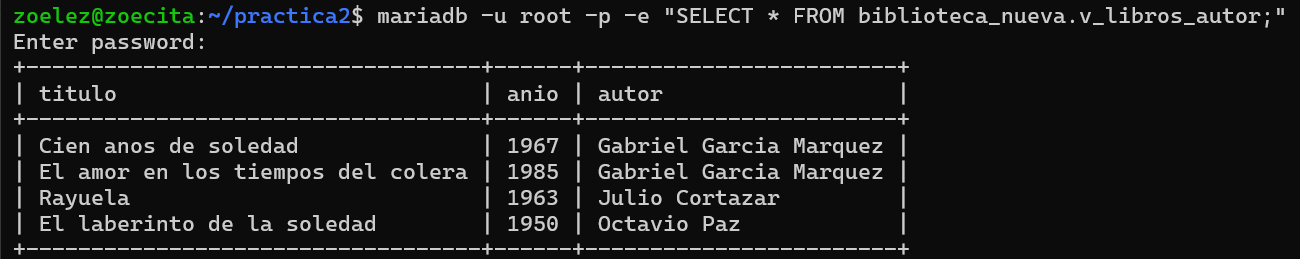 zoelez@zoecita:~/practica2$ mariadb -u root -p -e "SELECT * FROM biblioteca_nueva.v_libros_autor;"
Enter password:
+----------------------------------+------+------------------------+
| titulo                           | anio | autor                  |
+----------------------------------+------+------------------------+
| Cien anos de soledad             | 1967 | Gabriel Garcia Marquez |
| El amor en los tiempos del colera | 1985 | Gabriel Garcia Marquez |
| Rayuela                          | 1963 | Julio Cortazar         |
| El laberinto de la soledad       | 1950 | Octavio Paz            |
+----------------------------------+------+------------------------+